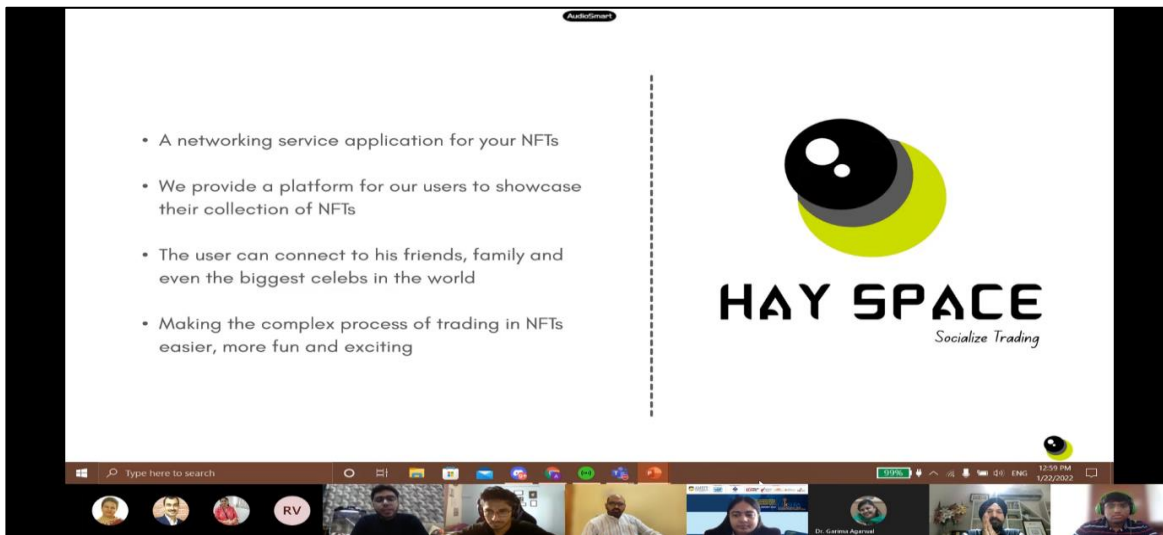 AudioSmart
• A networking service application for your NFTs
• We provide a platform for our users to showcase
their collection of NFTs
• The user can connect to his friends, family and
even the biggest celebs in the world
• Making the complex process of trading in NFTs
easier, more fun and exciting
HAY SPACE
Socialize Trading
Type here to search
99%
ENG
12:59 PM
1/22/2022
RV
Dr. Garima Agarwal